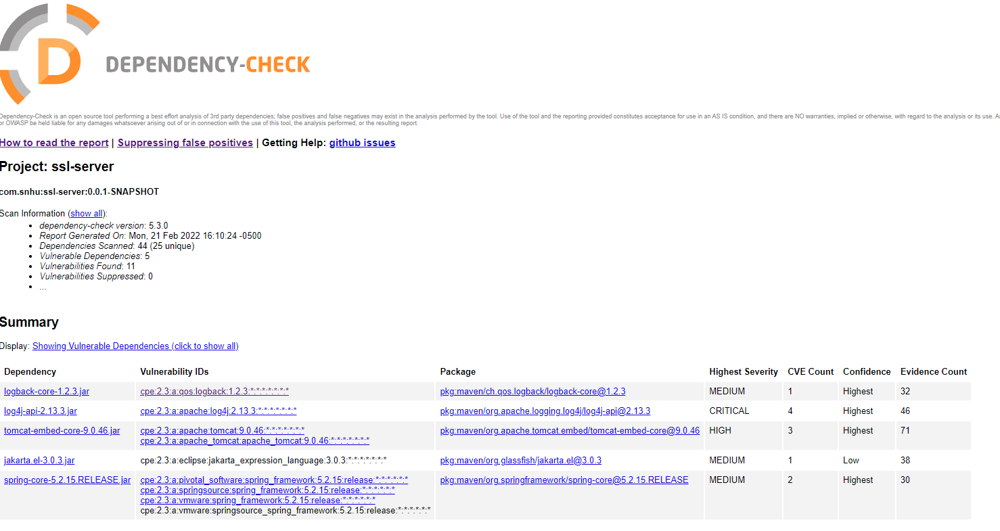 D DEPENDENCY-CHECK
Dependency-Check is an open source tool performing a best effort analysis of 3rd party dependencies; false positives and false negatives may exist in the analysis performed by the tool. Use of the tool and the reporting provided constitutes acceptance for use in an AS IS condition, and there are NO warranties, implied or otherwise, with regard to the analysis or its use. A
or OWASP be held liable for any damages whatsoever arising out of or in connection with the use of this tool, the analysis performed, or the resulting report.
How to read the report | Suppressing false positives | Getting Help: github issues
Project: ssl-server
com.snhu:ssl-server:0.0.1-SNAPSHOT
Scan Information (show all):
• dependency-check version: 5.3.0
• Report Generated On: Mon, 21 Feb 2022 16:10:24 -0500
• Dependencies Scanned: 44 (25 unique)
• Vulnerable Dependencies: 5
• Vulnerabilities Found: 11
• Vulnerabilities Suppressed: 0
• ...
Summary
Display: Showing Vulnerable Dependencies (click to show all)
Dependency Vulnerability IDs Package Highest Severity CVE Count Confidence Evidence Count
logback-core-1.2.3.jar cpe:2.3:a:qos:logback:1.2.3:*:*:*:*:*:*:* pkg:maven/ch.qos.logback/logback-core@1.2.3 MEDIUM 1 Highest 32
log4j-api-2.13.3.jar cpe:2.3:a:apache:log4j:2.13.3:*:*:*:*:*:*:* pkg:maven/org.apache.logging.log4j/log4j-api@2.13.3 CRITICAL 4 Highest 46
tomcat-embed-core-9.0.46.jar cpe:2.3:a:apache:tomcat:9.0.46:*:*:*:*:*:*:* pkg:maven/org.apache.tomcat.embed/tomcat-embed-core@9.0.46 HIGH 3 Highest 71
cpe:2.3:a:apache_tomcat:apache_tomcat:9.0.46:*:*:*:*:*:*:*
jakarta.el-3.0.3.jar cpe:2.3:a:eclipse:jakarta_expression_language:3.0.3:*:*:*:*:*:*:* pkg:maven/org.glassfish/jakarta.el@3.0.3 MEDIUM 1 Low 38
spring-core-5.2.15.RELEASE.jar cpe:2.3:a:pivotal_software:spring_framework:5.2.15:release:*:*:*:*:*:* pkg:maven/org.springframework/spring-core@5.2.15.RELEASE MEDIUM 2 Highest 30
cpe:2.3:a:springsource:spring_framework:5.2.15:release:*:*:*:*:*:*
cpe:2.3:a:vmware:spring_framework:5.2.15:release:*:*:*:*:*:*
cpe:2.3:a:vmware:springsource_spring_framework:5.2.15:release:*:*:*:*:*:*